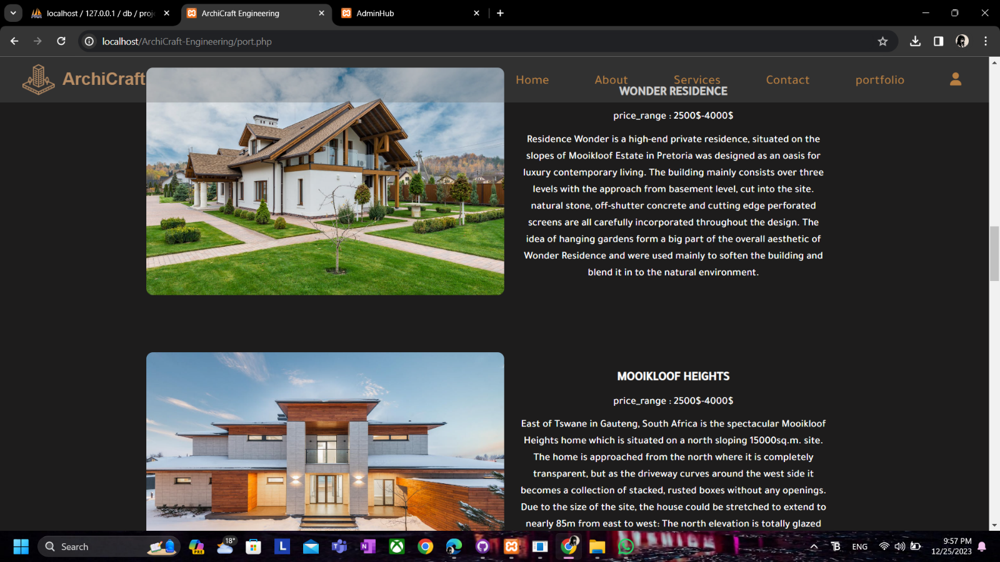 localhost / 127.0.0.1 / db / proj
ArchiCraft Engineering
AdminHub
localhost/ArchiCraft-Engineering/port.php
ArchiCraft
Home
About
Services
Contact
portfolio
WONDER RESIDENCE
price_range : 2500$-4000$
Residence Wonder is a high-end private residence, situated on the
slopes of Mooikloof Estate in Pretoria was designed as an oasis for
luxury contemporary living. The building mainly consists over three
levels with the approach from basement level, cut into the site.
natural stone, off-shutter concrete and cutting edge perforated
screens are all carefully incorporated throughout the design. The
idea of hanging gardens form a big part of the overall aesthetic of
Wonder Residence and were used mainly to soften the building and
blend it in to the natural environment.
MOOIKLOOF HEIGHTS
price_range : 2500$-4000$
East of Tswane in Gauteng, South Africa is the spectacular Mooikloof
Heights home which is situated on a north sloping 15000sq.m. site.
The home is approached from the north where it is completely
transparent, but as the driveway curves around the west side it
becomes a collection of stacked, rusted boxes without any openings.
Due to the size of the site, the house could be stretched to extend to
nearly 85m from east to west: The north elevation is totally glazed
Search
PRE
18°
L
N
ENG
9:57 PM
12/25/2023